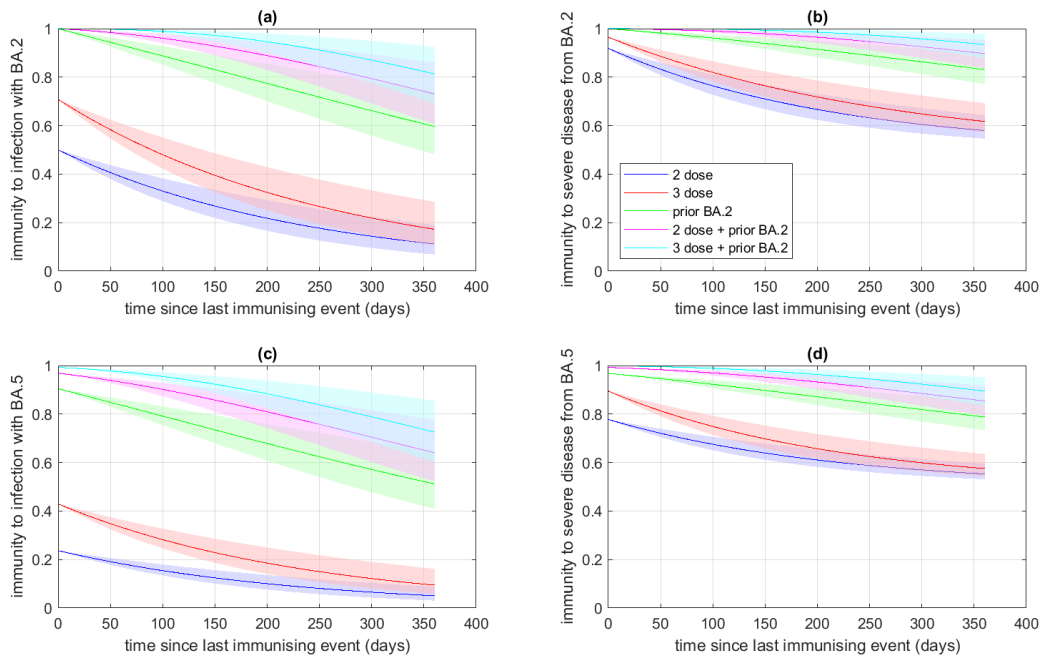 (a)
immunity to infection with BA.2
1
0.8
0.6
0.4
0.2
0
0 50 100 150 200 250 300 350 400
time since last immunising event (days)
(b)
immunity to severe disease from BA.2
1
0.8
0.6
0.4
0.2
0
2 dose
3 dose
prior BA.2
2 dose + prior BA.2
3 dose + prior BA.2
0 50 100 150 200 250 300 350 400
time since last immunising event (days)
(c)
immunity to infection with BA.5
1
0.8
0.6
0.4
0.2
0
0 50 100 150 200 250 300 350 400
time since last immunising event (days)
(d)
immunity to severe disease from BA.5
1
0.8
0.6
0.4
0.2
0
0 50 100 150 200 250 300 350 400
time since last immunising event (days)